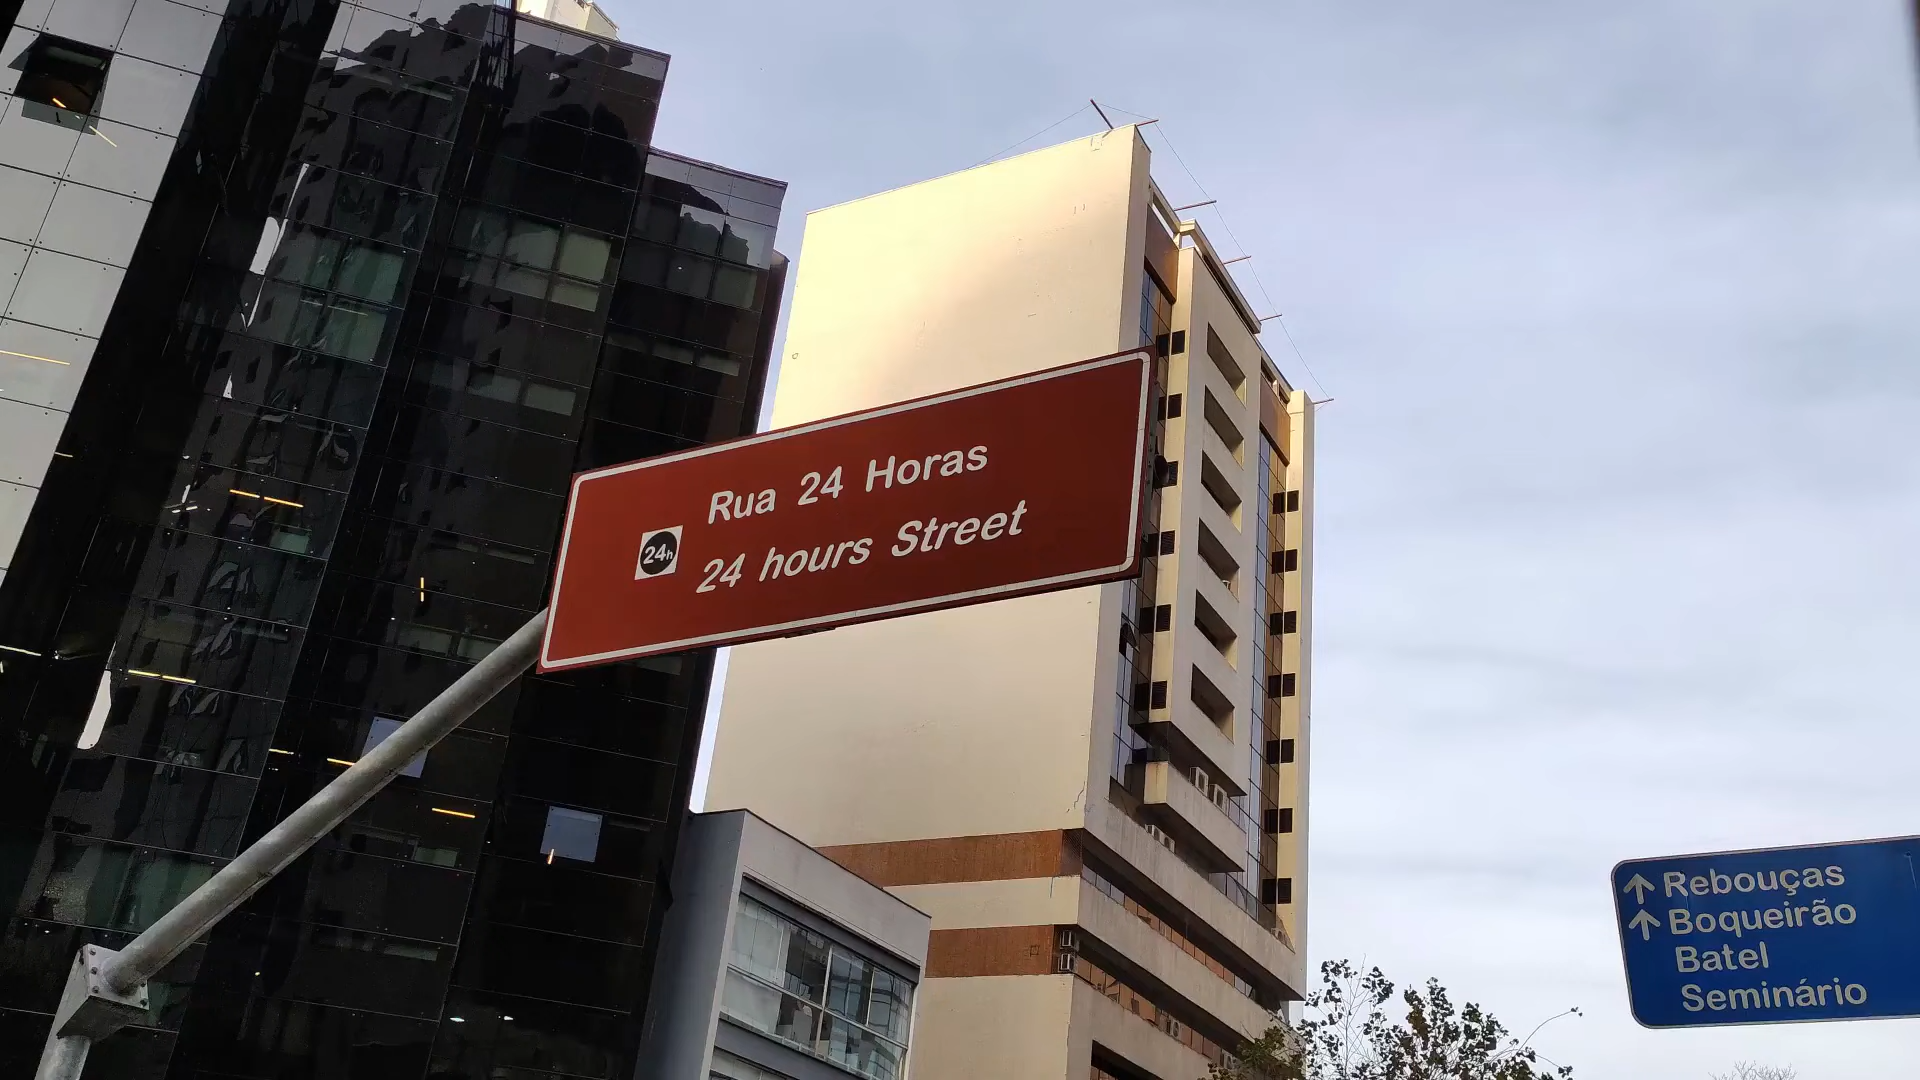 Rua 24 Horas
24h
24 hours Street
Rebouças
Boqueirão
Batel
Seminário